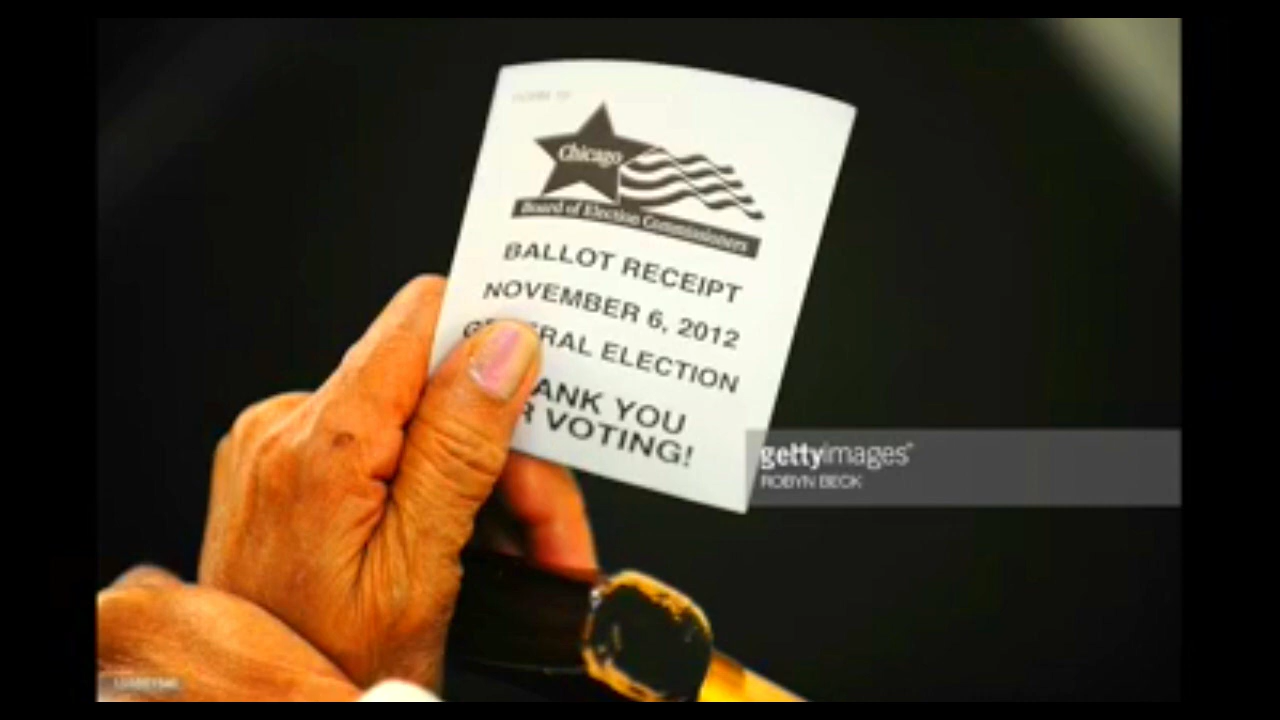 Chicago
Board of Election Commissioners
BALLOT RECEIPT
NOVEMBER 6, 2012
RAL ELECTION
ANK YOU
R VOTING!
gettyimages®
ROBYN BECK